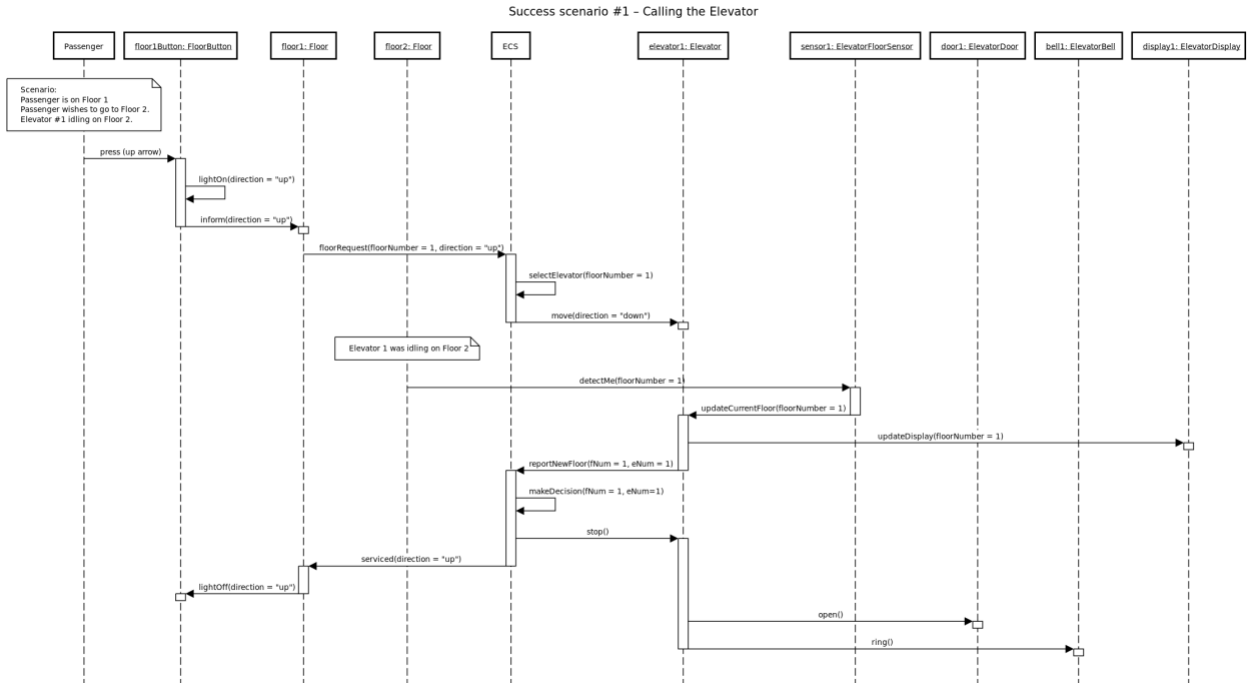 Success scenario #1 – Calling the Elevator
Passenger
floor1Button: FloorButton
floor1: Floor
floor2: Floor
ECS
elevator1: Elevator
sensor1: ElevatorFloorSensor
door1: ElevatorDoor
bell1: ElevatorBell
display1: ElevatorDisplay
Scenario:
Passenger is on Floor 1
Passenger wishes to go to Floor 2.
Elevator #1 idling on Floor 2.
press (up arrow)
lightOn(direction = "up")
inform(direction = "up")
floorRequest(floorNumber = 1, direction = "up")
selectElevator(floorNumber = 1)
move(direction = "down")
Elevator 1 was idling on Floor 2
detectMe(floorNumber = 1)
updateCurrentFloor(floorNumber = 1)
updateDisplay(floorNumber = 1)
reportNewFloor(fNum = 1, eNum = 1)
makeDecision(fNum = 1, eNum=1)
stop()
serviced(direction = "up")
lightOff(direction = "up")
open()
ring()